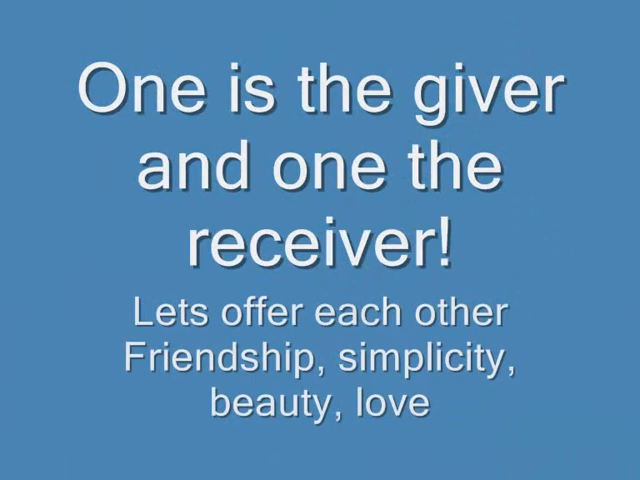 One is the giver
and one the
receiver!
Lets offer each other
Friendship, simplicity,
beauty, love